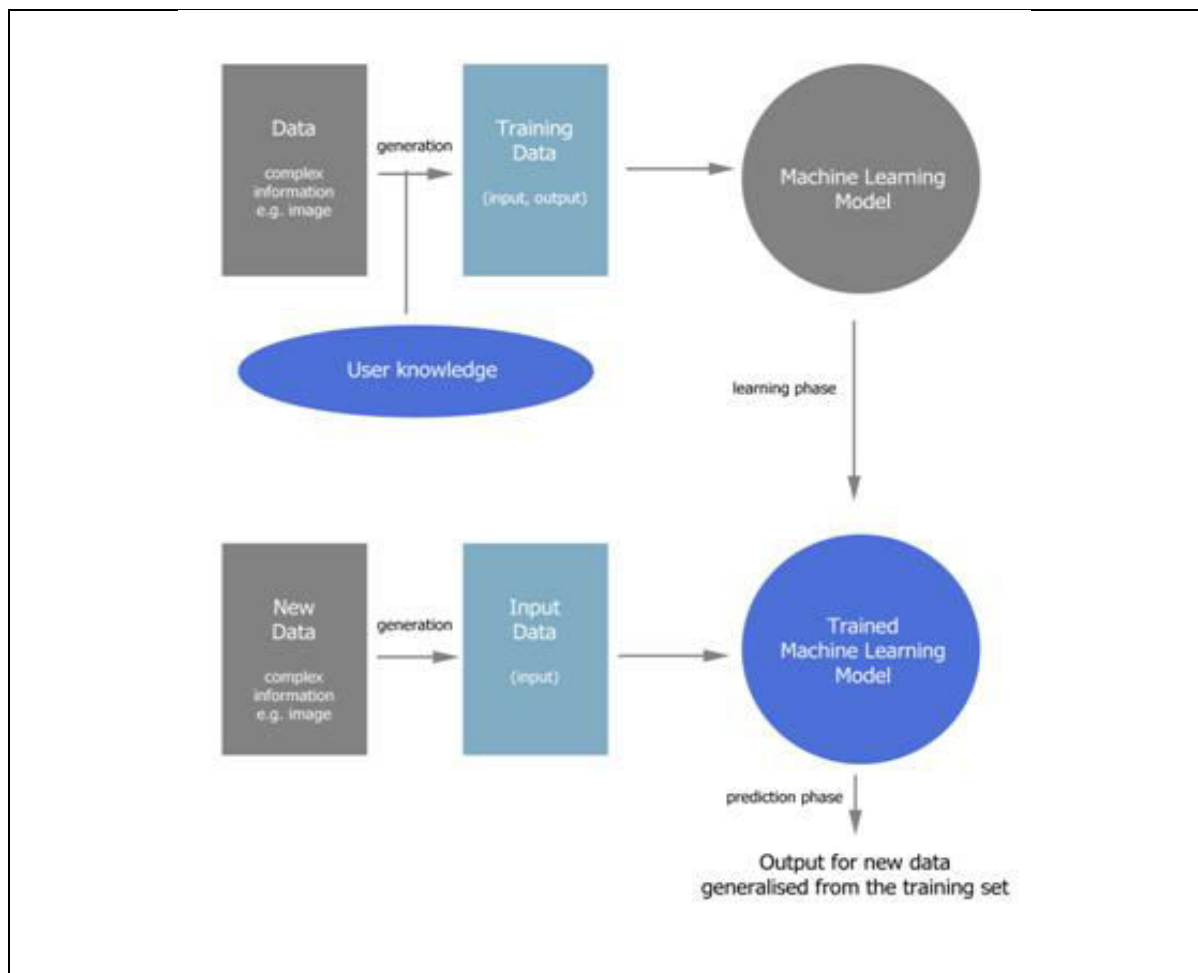 Data
complex
information
e.g. image
generation
Training
Data
(input, output)
Machine Learning
Model
User knowledge
learning phase
New
Data
complex
information
e.g. image
generation
Input
Data
(input)
Trained
Machine Learning
Model
prediction phase
Output for new data
generalised from the training set